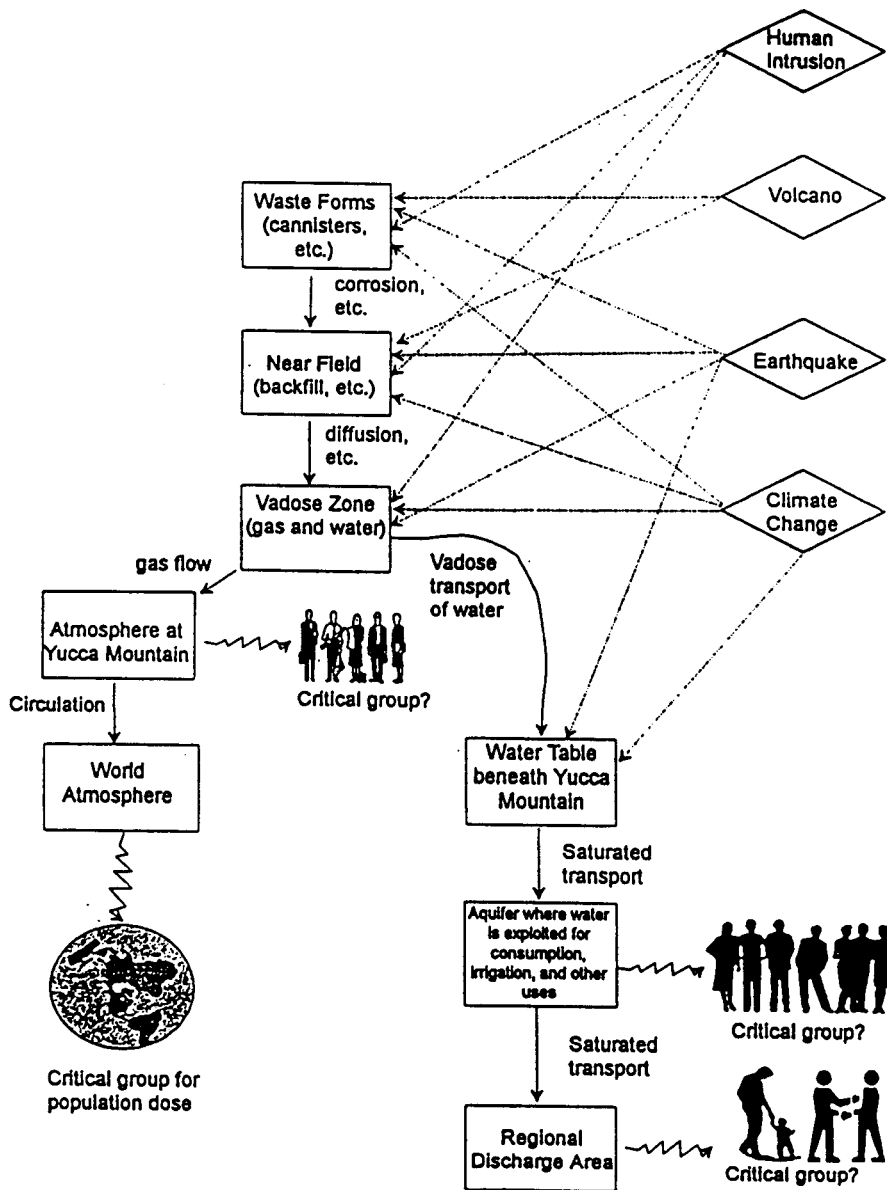 Human
Intrusion
Waste Forms
(cannisters,
etc.)
Volcano
corrosion,
etc.
Near Field
(backfill, etc.)
Earthquake
diffusion,
etc.
Vadose Zone
(gas and water)
Climate
Change
gas flow
Vadose
transport
of water
Atmosphere at
Yucca Mountain
Critical group?
Circulation
World
Atmosphere
Water Table
beneath Yucca
Mountain
Saturated
transport
Aquifer where water
is exploited for
consumption,
irrigation, and other
uses
Critical group?
Critical group for
population dose
Saturated
transport
Regional
Discharge Area
Critical group?